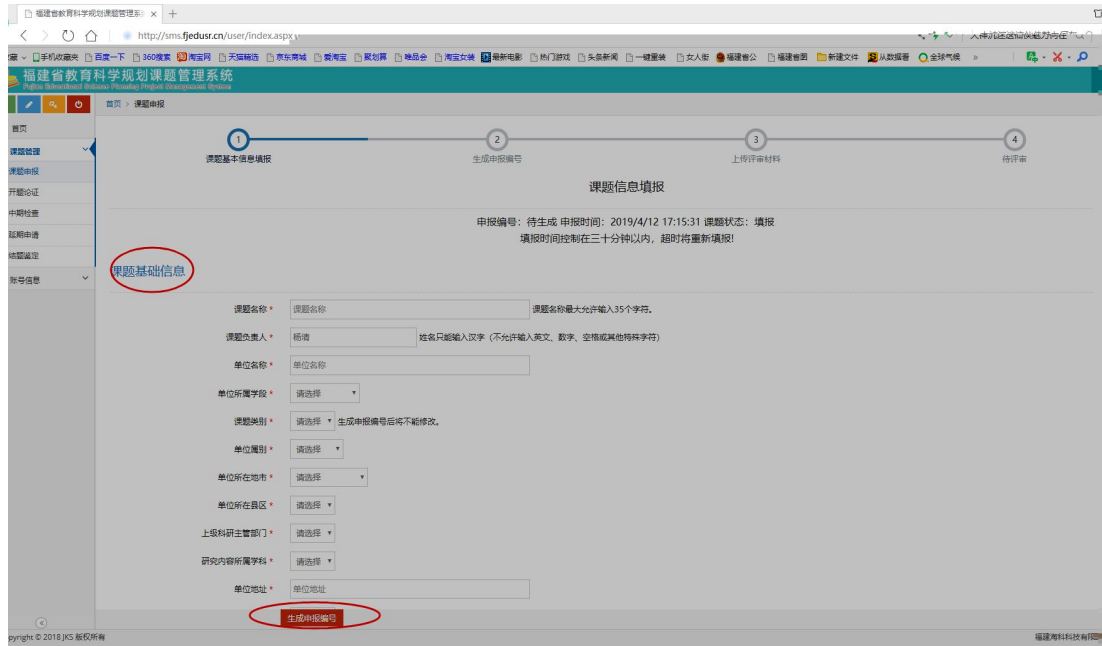 福建省教育科学规划课题管理系
http://sms.fjedusr.cn/user/index.aspx
手机收藏夹 百度一下 360搜索 淘宝网 天猫精选 京东商城 爱淘宝 聚划算 唯品会 淘宝女装 最新电影 热门游戏 头条新闻 一键重装 女人街 福建省公 福建省图 新建文件 从数据看 全球气候 »
福建省教育科学规划课题管理系统
Fujian Educational Science Planning Project Management System
首页 > 课题申报
首页
课题管理
课题申报
开题论证
中期检查
延期申请
结题鉴定
账号信息
1 2 3 4
课题基本信息填报 生成申报编号 上传评审材料 待评审
课题信息填报
申报编号：待生成 申报时间：2019/4/12 17:15:31 课题状态：填报
填报时间控制在三十分钟以内，超时将重新填报!
课题基础信息
课题名称 * 课题名称 课题名称最大允许输入35个字符。
课题负责人 * 杨清 姓名只能输入汉字（不允许输入英文、数字、空格或其他特殊字符）
单位名称 * 单位名称
单位所属学段 * 请选择
课题类别 * 请选择 生成申报编号后将不能修改。
单位属别 * 请选择
单位所在地市 * 请选择
单位所在县区 * 请选择
上级科研主管部门 * 请选择
研究内容所属学科 * 请选择
单位地址 * 单位地址
生成申报编号
pyright © 2018 JKS 版权所有
福建海科科技有限